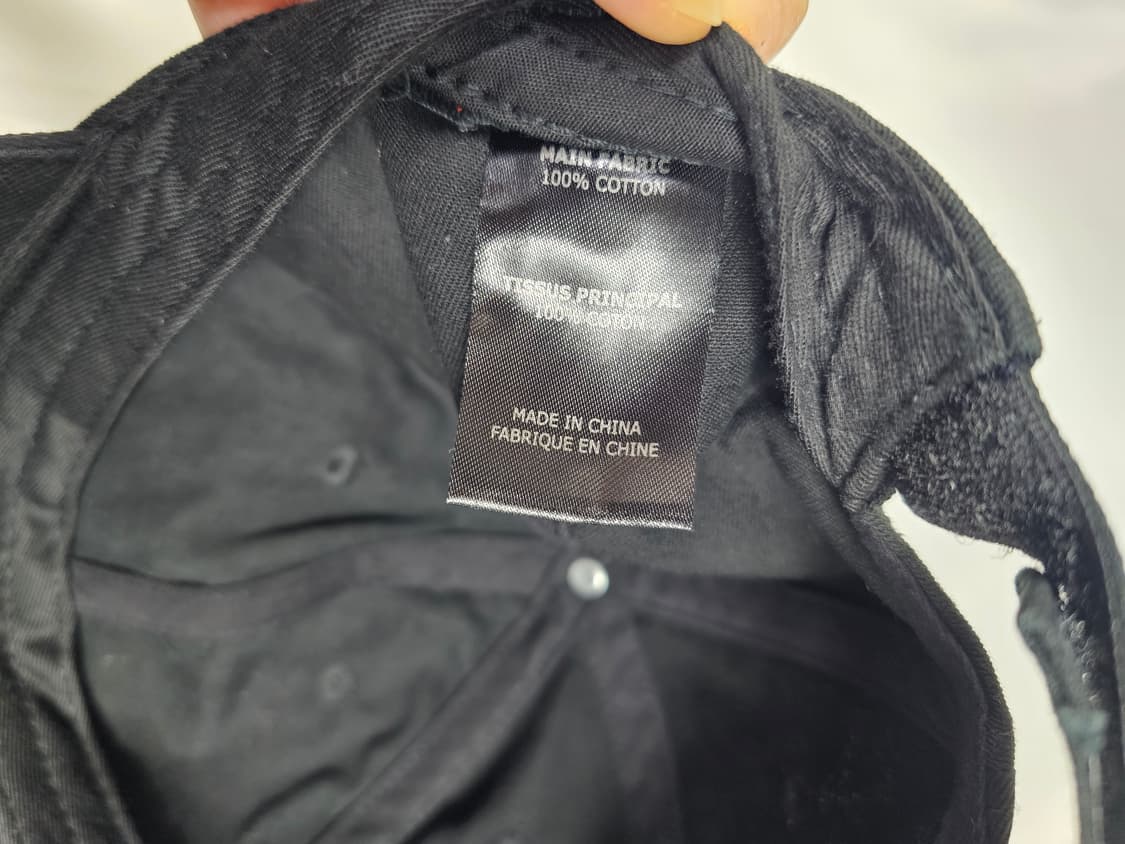 MAIN FABRIC
100% COTTON
TISSUS PRINCIPAL
100% COTON
MADE IN CHINA
FABRIQUE EN CHINE